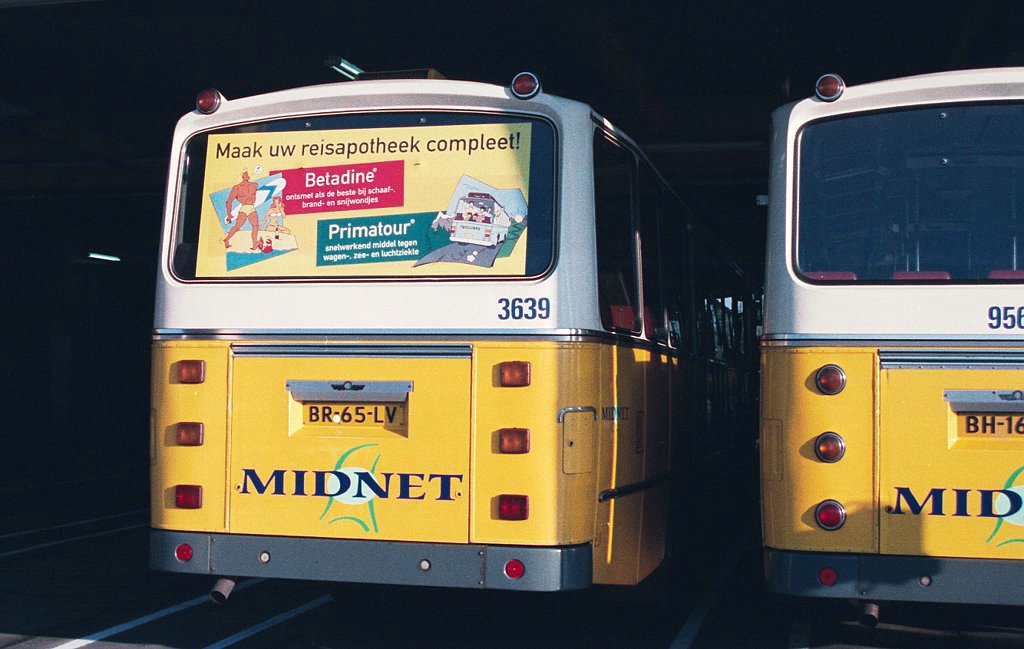 Maak uw reisapotheek compleet!
Betadine®
ontsmet als de beste bij schaaf-,
brand- en snijwondjes
Primatour®
snelwerkend middel tegen
wagen-, zee- en luchtziekte
3639
BR-65-LV
MIDNET
MIDNET
956
BH-16
MID